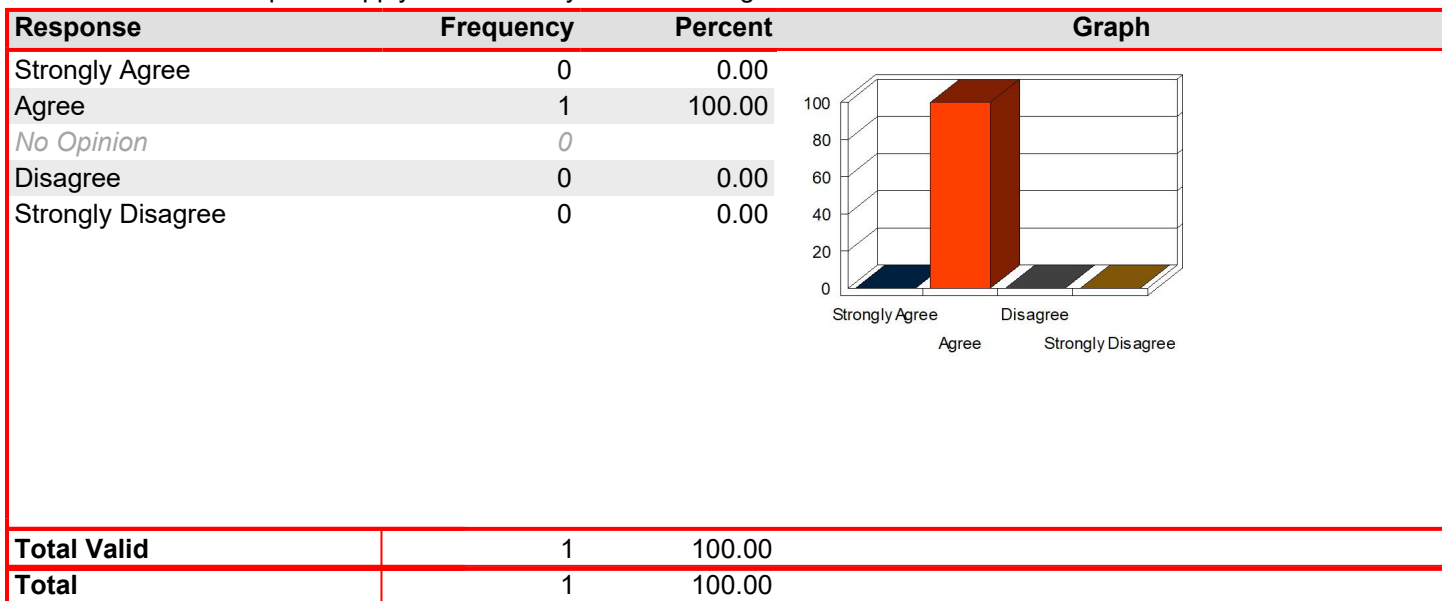 Response Frequency Percent Graph
Strongly Agree 0 0.00
Agree 1 100.00
No Opinion 0
Disagree 0 0.00
Strongly Disagree 0 0.00
100
80
60
40
20
0
Strongly Agree Disagree
Agree Strongly Disagree
Total Valid 1 100.00
Total 1 100.00